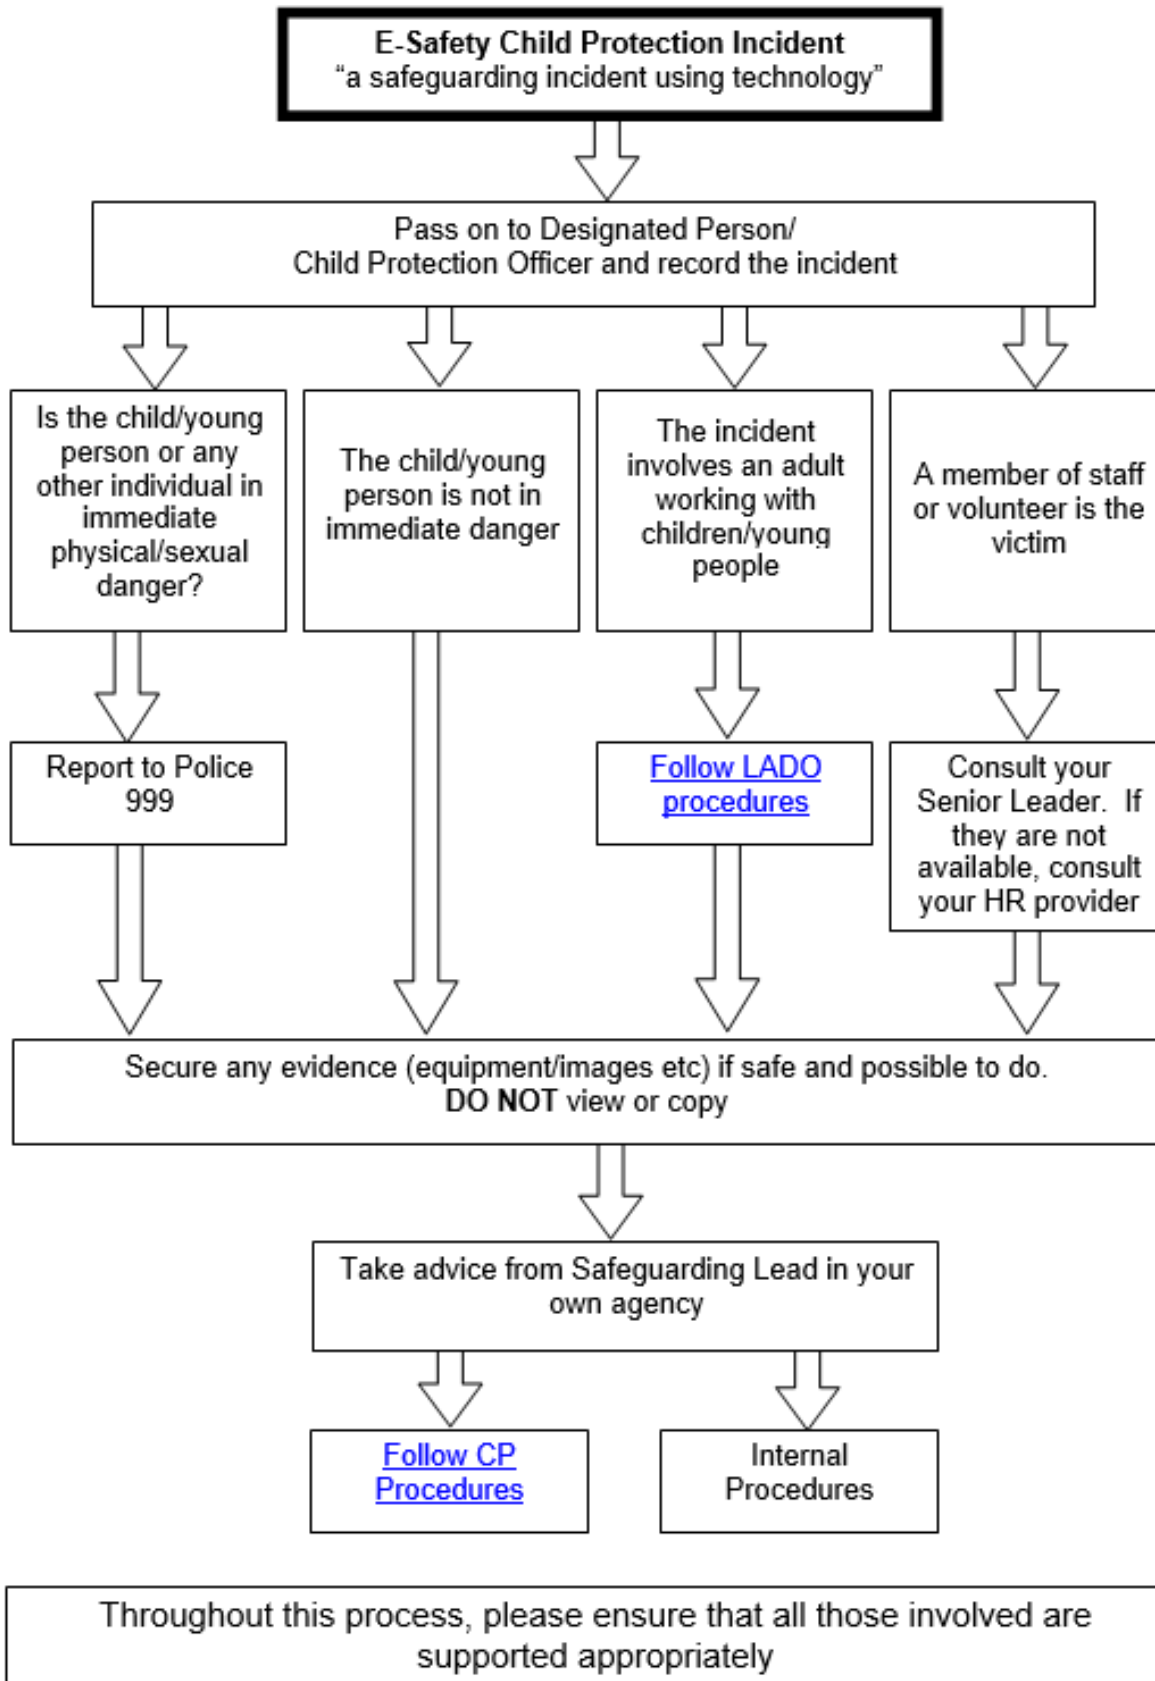 E-Safety Child Protection Incident
“a safeguarding incident using technology”
Pass on to Designated Person/
Child Protection Officer and record the incident
Is the child/young
person or any
other individual in
immediate
physical/sexual
danger?
The child/young
person is not in
immediate danger
The incident
involves an adult
working with
children/young
people
A member of staff
or volunteer is the
victim
Report to Police
999
Follow LADO
procedures
Consult your
Senior Leader.  If
they are not
available, consult
your HR provider
Secure any evidence (equipment/images etc) if safe and possible to do.
DO NOT view or copy
Take advice from Safeguarding Lead in your
own agency
Follow CP
Procedures
Internal
Procedures
Throughout this process, please ensure that all those involved are
supported appropriately